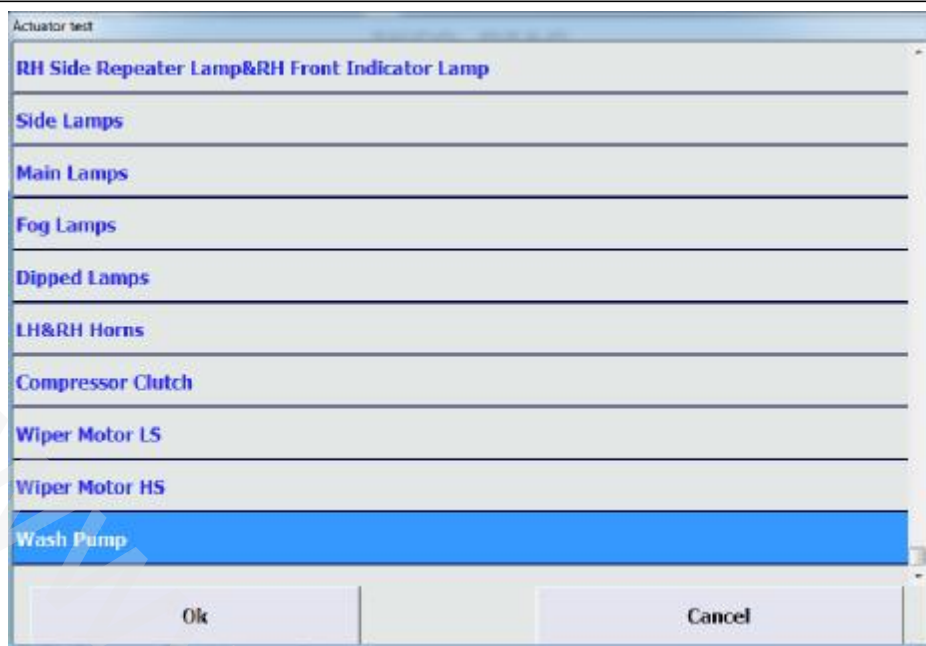 Actuator test
RH Side Repeater Lamp&RH Front Indicator Lamp
Side Lamps
Main Lamps
Fog Lamps
Dipped Lamps
LH&RH Horns
Compressor Clutch
Wiper Motor LS
Wiper Motor HS
Wash Pump
Ok
Cancel